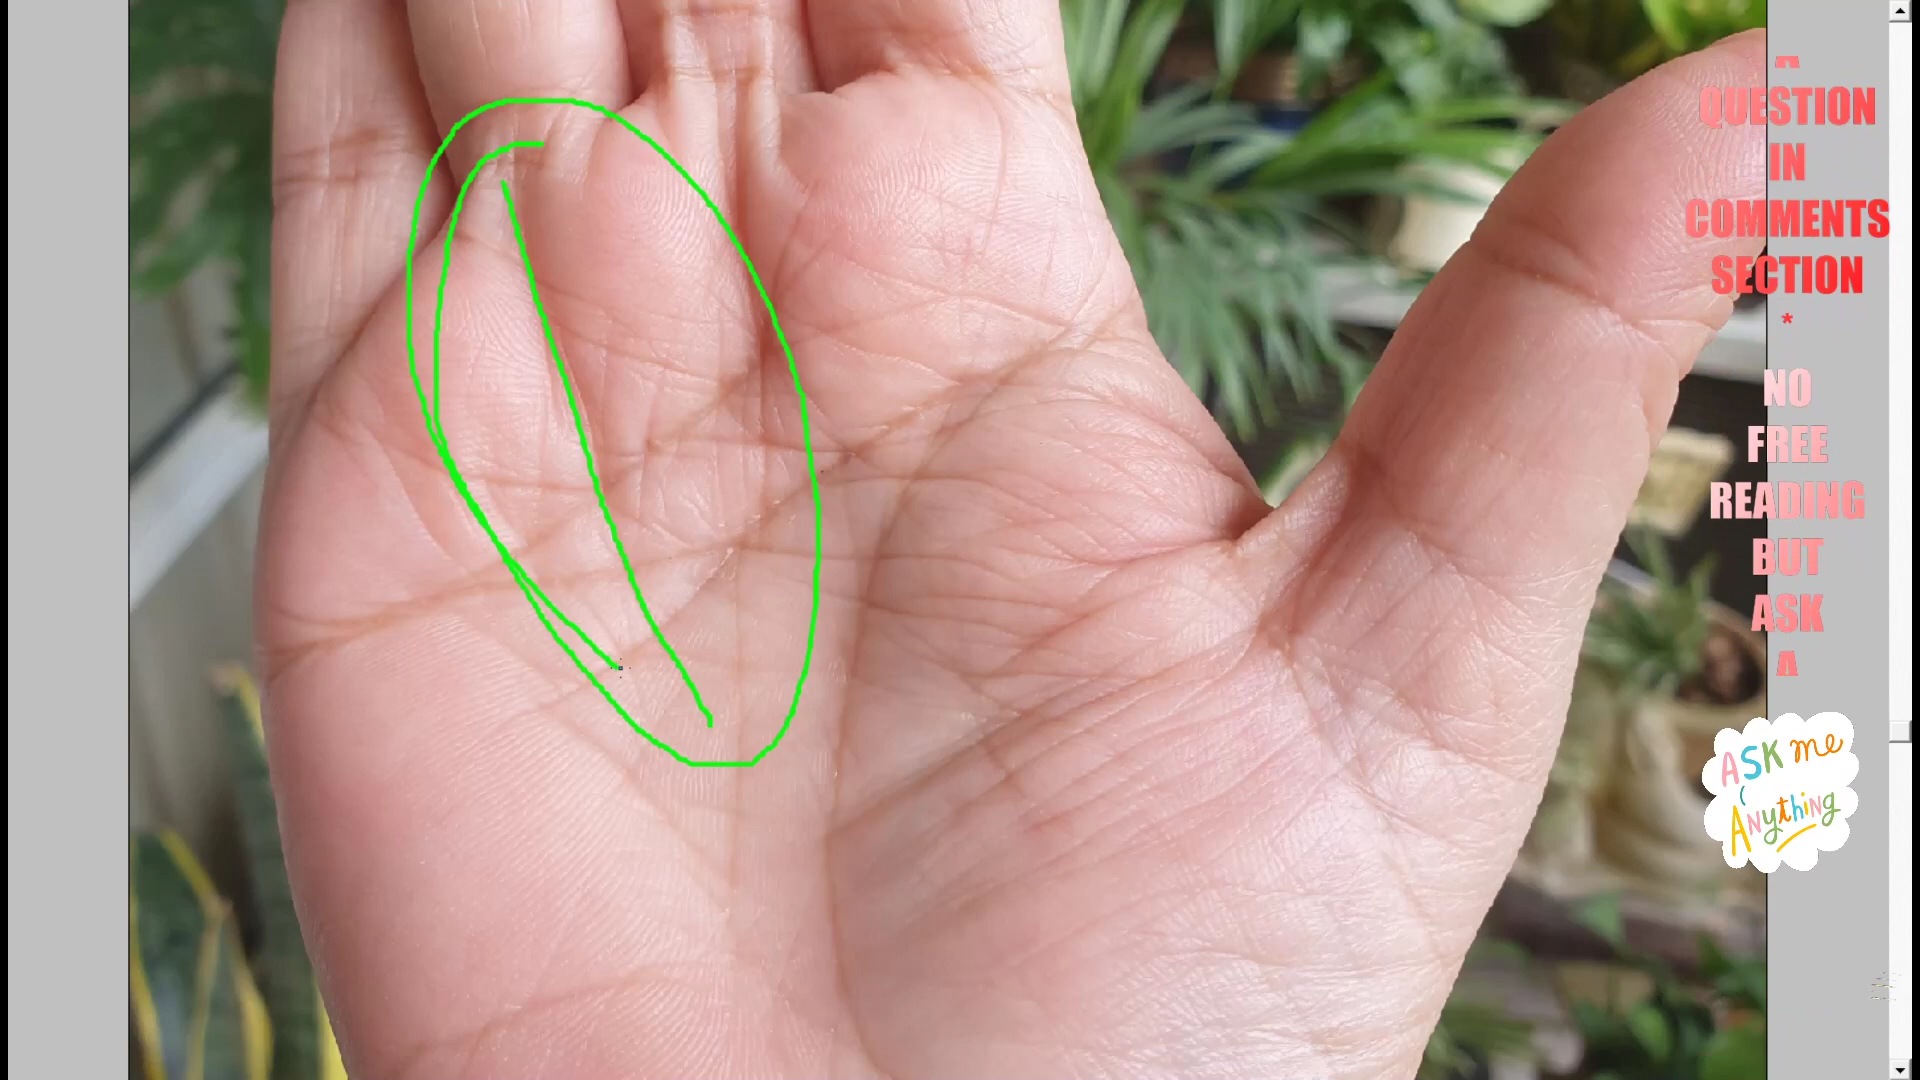 QUESTION
IN
COMMENTS
SECTION
*
NO
FREE
READING
BUT
ASK
A
ASK me
Anything